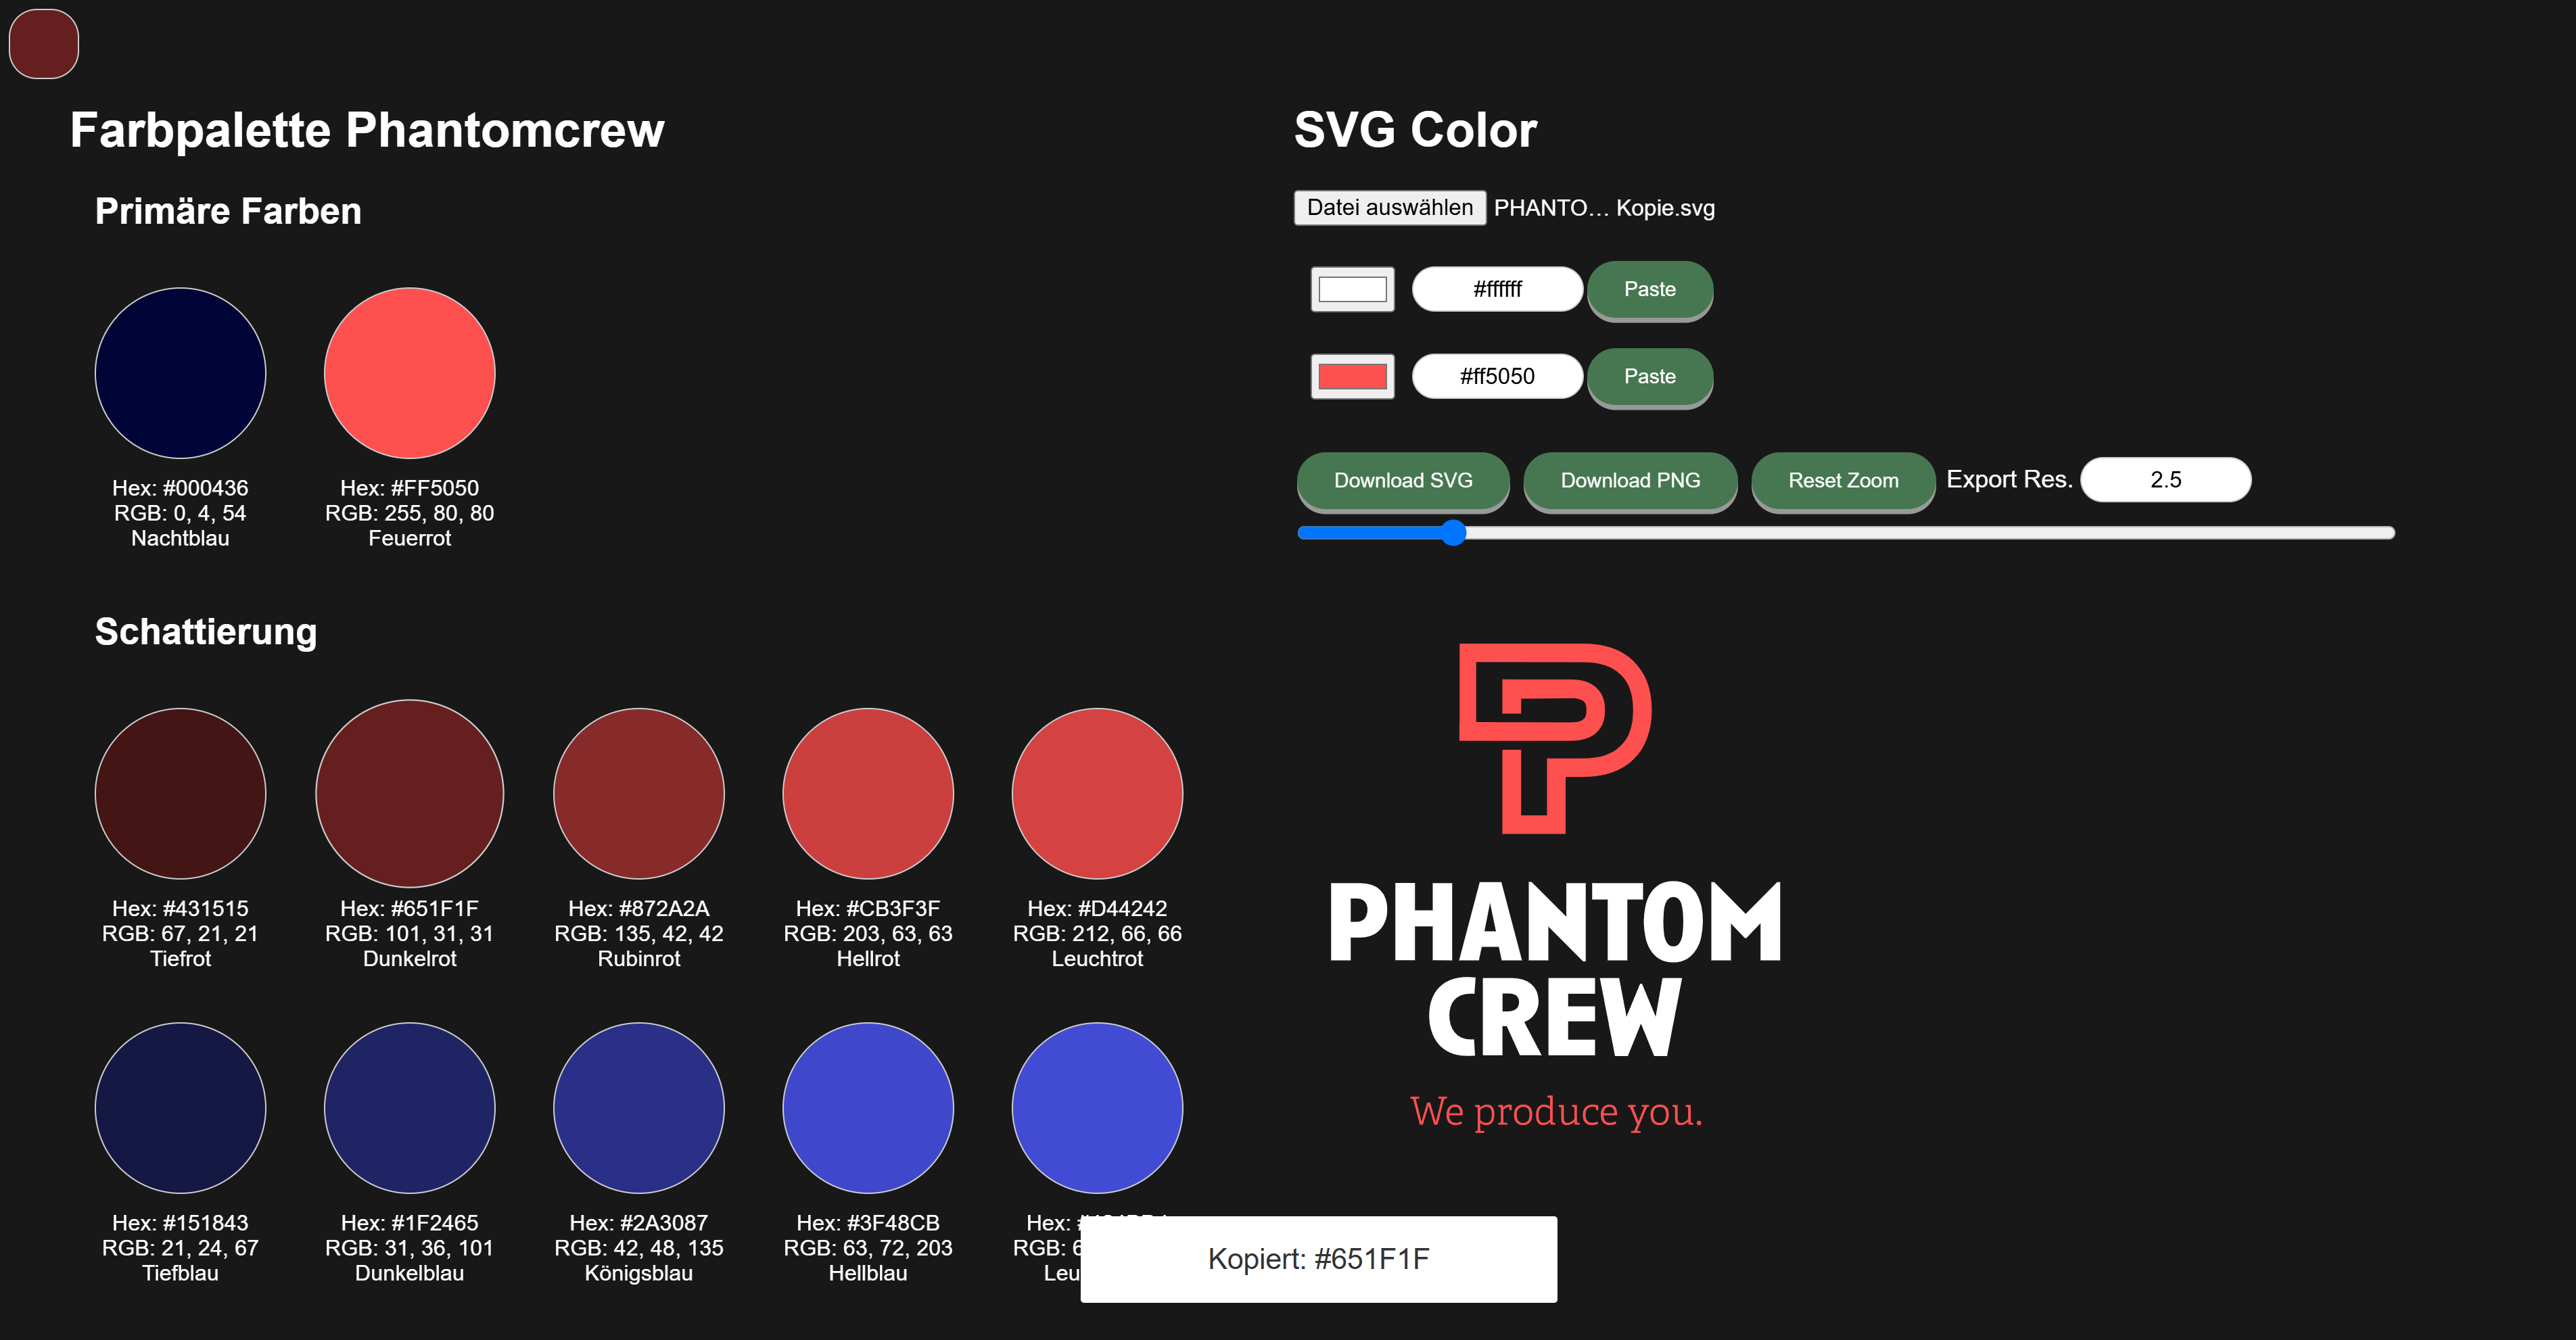 Farbpalette Phantomcrew
Primäre Farben
Hex: #000436
RGB: 0, 4, 54
Nachtblau
Hex: #FF5050
RGB: 255, 80, 80
Feuerrot
Schattierung
Hex: #431515
RGB: 67, 21, 21
Tiefrot
Hex: #651F1F
RGB: 101, 31, 31
Dunkelrot
Hex: #872A2A
RGB: 135, 42, 42
Rubinrot
Hex: #CB3F3F
RGB: 203, 63, 63
Hellrot
Hex: #D44242
RGB: 212, 66, 66
Leuchtrot
Hex: #151843
RGB: 21, 24, 67
Tiefblau
Hex: #1F2465
RGB: 31, 36, 101
Dunkelblau
Hex: #2A3087
RGB: 42, 48, 135
Königsblau
Hex: #3F48CB
RGB: 63, 72, 203
Hellblau
Hex:
RGB:
SVG Color
Datei auswählen PHANTO… Kopie.svg
#ffffff Paste
#ff5050 Paste
Download SVG Download PNG Reset Zoom Export Res. 2.5
PHANTOM
CREW
We produce you.
Kopiert: #651F1F